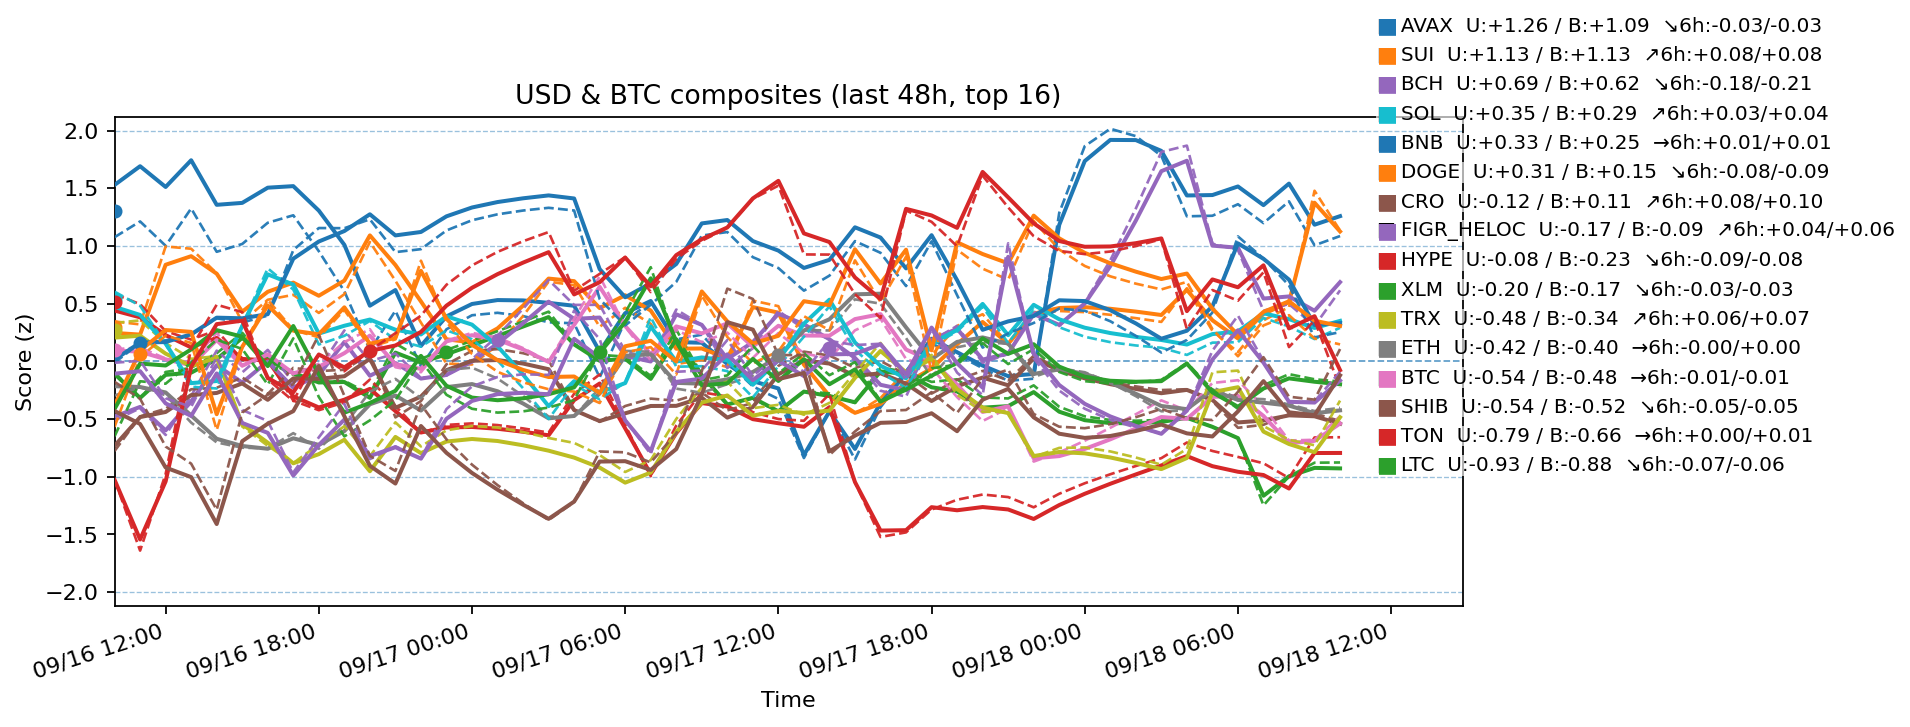 AVAX U:+1.26 / B:+1.09 ↘6h:-0.03/-0.03
SUI U:+1.13 / B:+1.13 ↗6h:+0.08/+0.08
BCH U:+0.69 / B:+0.62 ↘6h:-0.18/-0.21
SOL U:+0.35 / B:+0.29 ↗6h:+0.03/+0.04
BNB U:+0.33 / B:+0.25 →6h:+0.01/+0.01
DOGE U:+0.31 / B:+0.15 ↘6h:-0.08/-0.09
CRO U:-0.12 / B:+0.11 ↗6h:+0.08/+0.10
FIGR_HELOC U:-0.17 / B:-0.09 ↗6h:+0.04/+0.06
HYPE U:-0.08 / B:-0.23 ↘6h:-0.09/-0.08
XLM U:-0.20 / B:-0.17 ↘6h:-0.03/-0.03
TRX U:-0.48 / B:-0.34 ↗6h:+0.06/+0.07
ETH U:-0.42 / B:-0.40 →6h:-0.00/+0.00
BTC U:-0.54 / B:-0.48 →6h:-0.01/-0.01
SHIB U:-0.54 / B:-0.52 ↘6h:-0.05/-0.05
TON U:-0.79 / B:-0.66 →6h:+0.00/+0.01
LTC U:-0.93 / B:-0.88 ↘6h:-0.07/-0.06
USD & BTC composites (last 48h, top 16)
Score (z)
2.0
1.5
1.0
0.5
0.0
−0.5
−1.0
−1.5
−2.0
09/16 12:00
09/16 18:00
09/17 00:00
09/17 06:00
09/17 12:00
09/17 18:00
09/18 00:00
09/18 06:00
09/18 12:00
Time